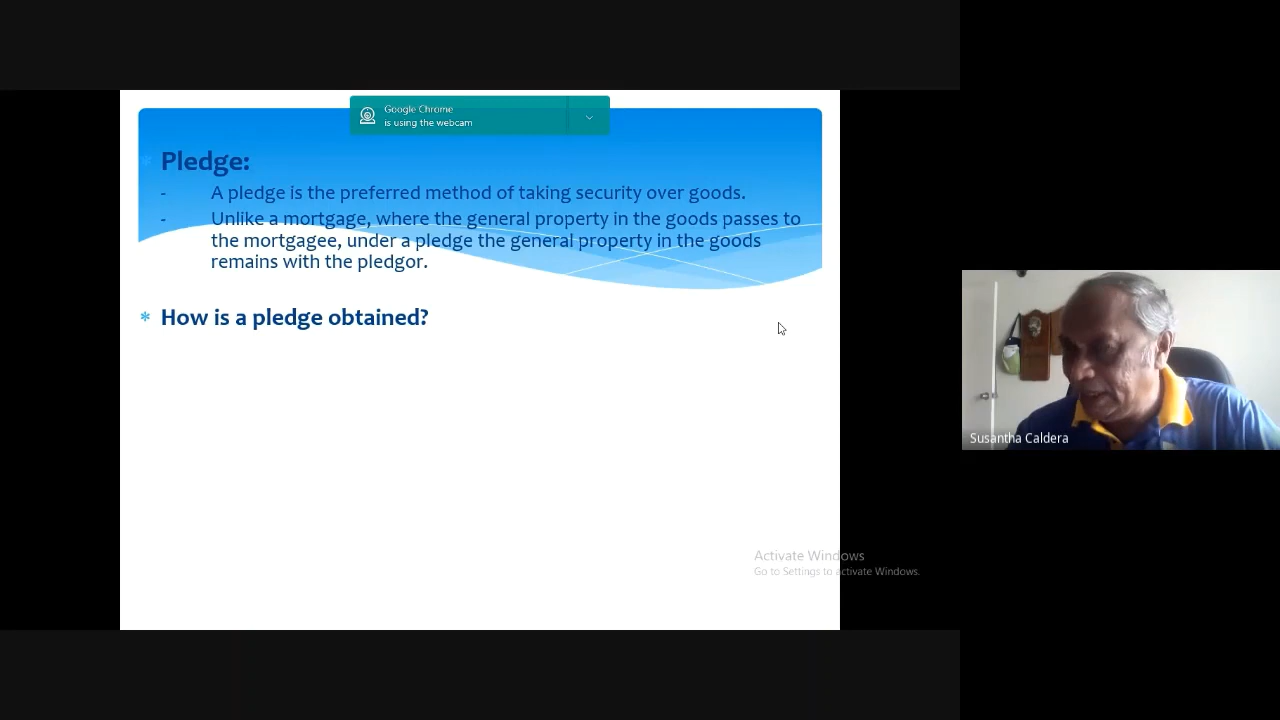 Google Chrome
is using the webcam
* Pledge:
- A pledge is the preferred method of taking security over goods.
- Unlike a mortgage, where the general property in the goods passes to
the mortgagee, under a pledge the general property in the goods
remains with the pledgor.
* How is a pledge obtained?
Susantha Caldera
Activate Windows
Go to Settings to activate Windows.